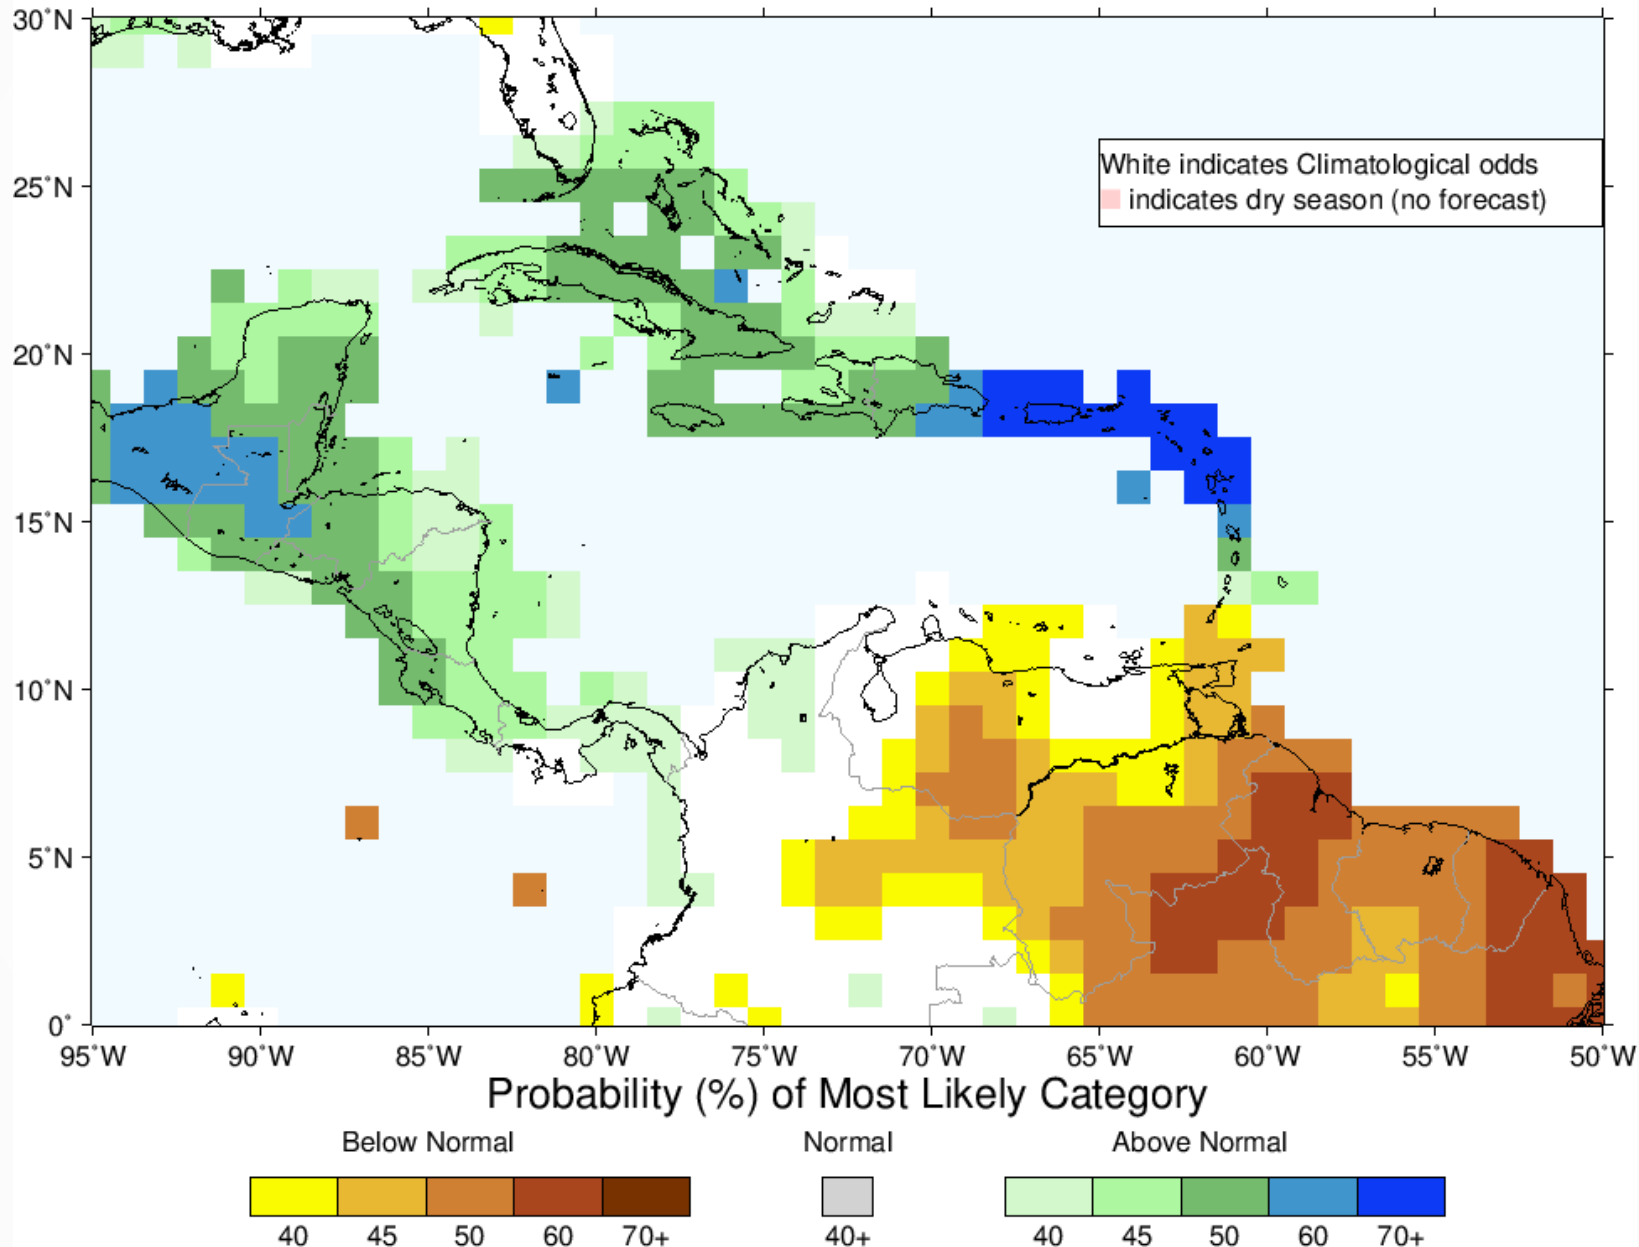 30°N
25°N
20°N
15°N
10°N
5°N
0°
White indicates Climatological odds
indicates dry season (no forecast)
95°W 90°W 85°W 80°W 75°W 70°W 65°W 60°W 55°W 50°W
Probability (%) of Most Likely Category
Below Normal Normal Above Normal
40 45 50 60 70+ 40+ 40 45 50 60 70+